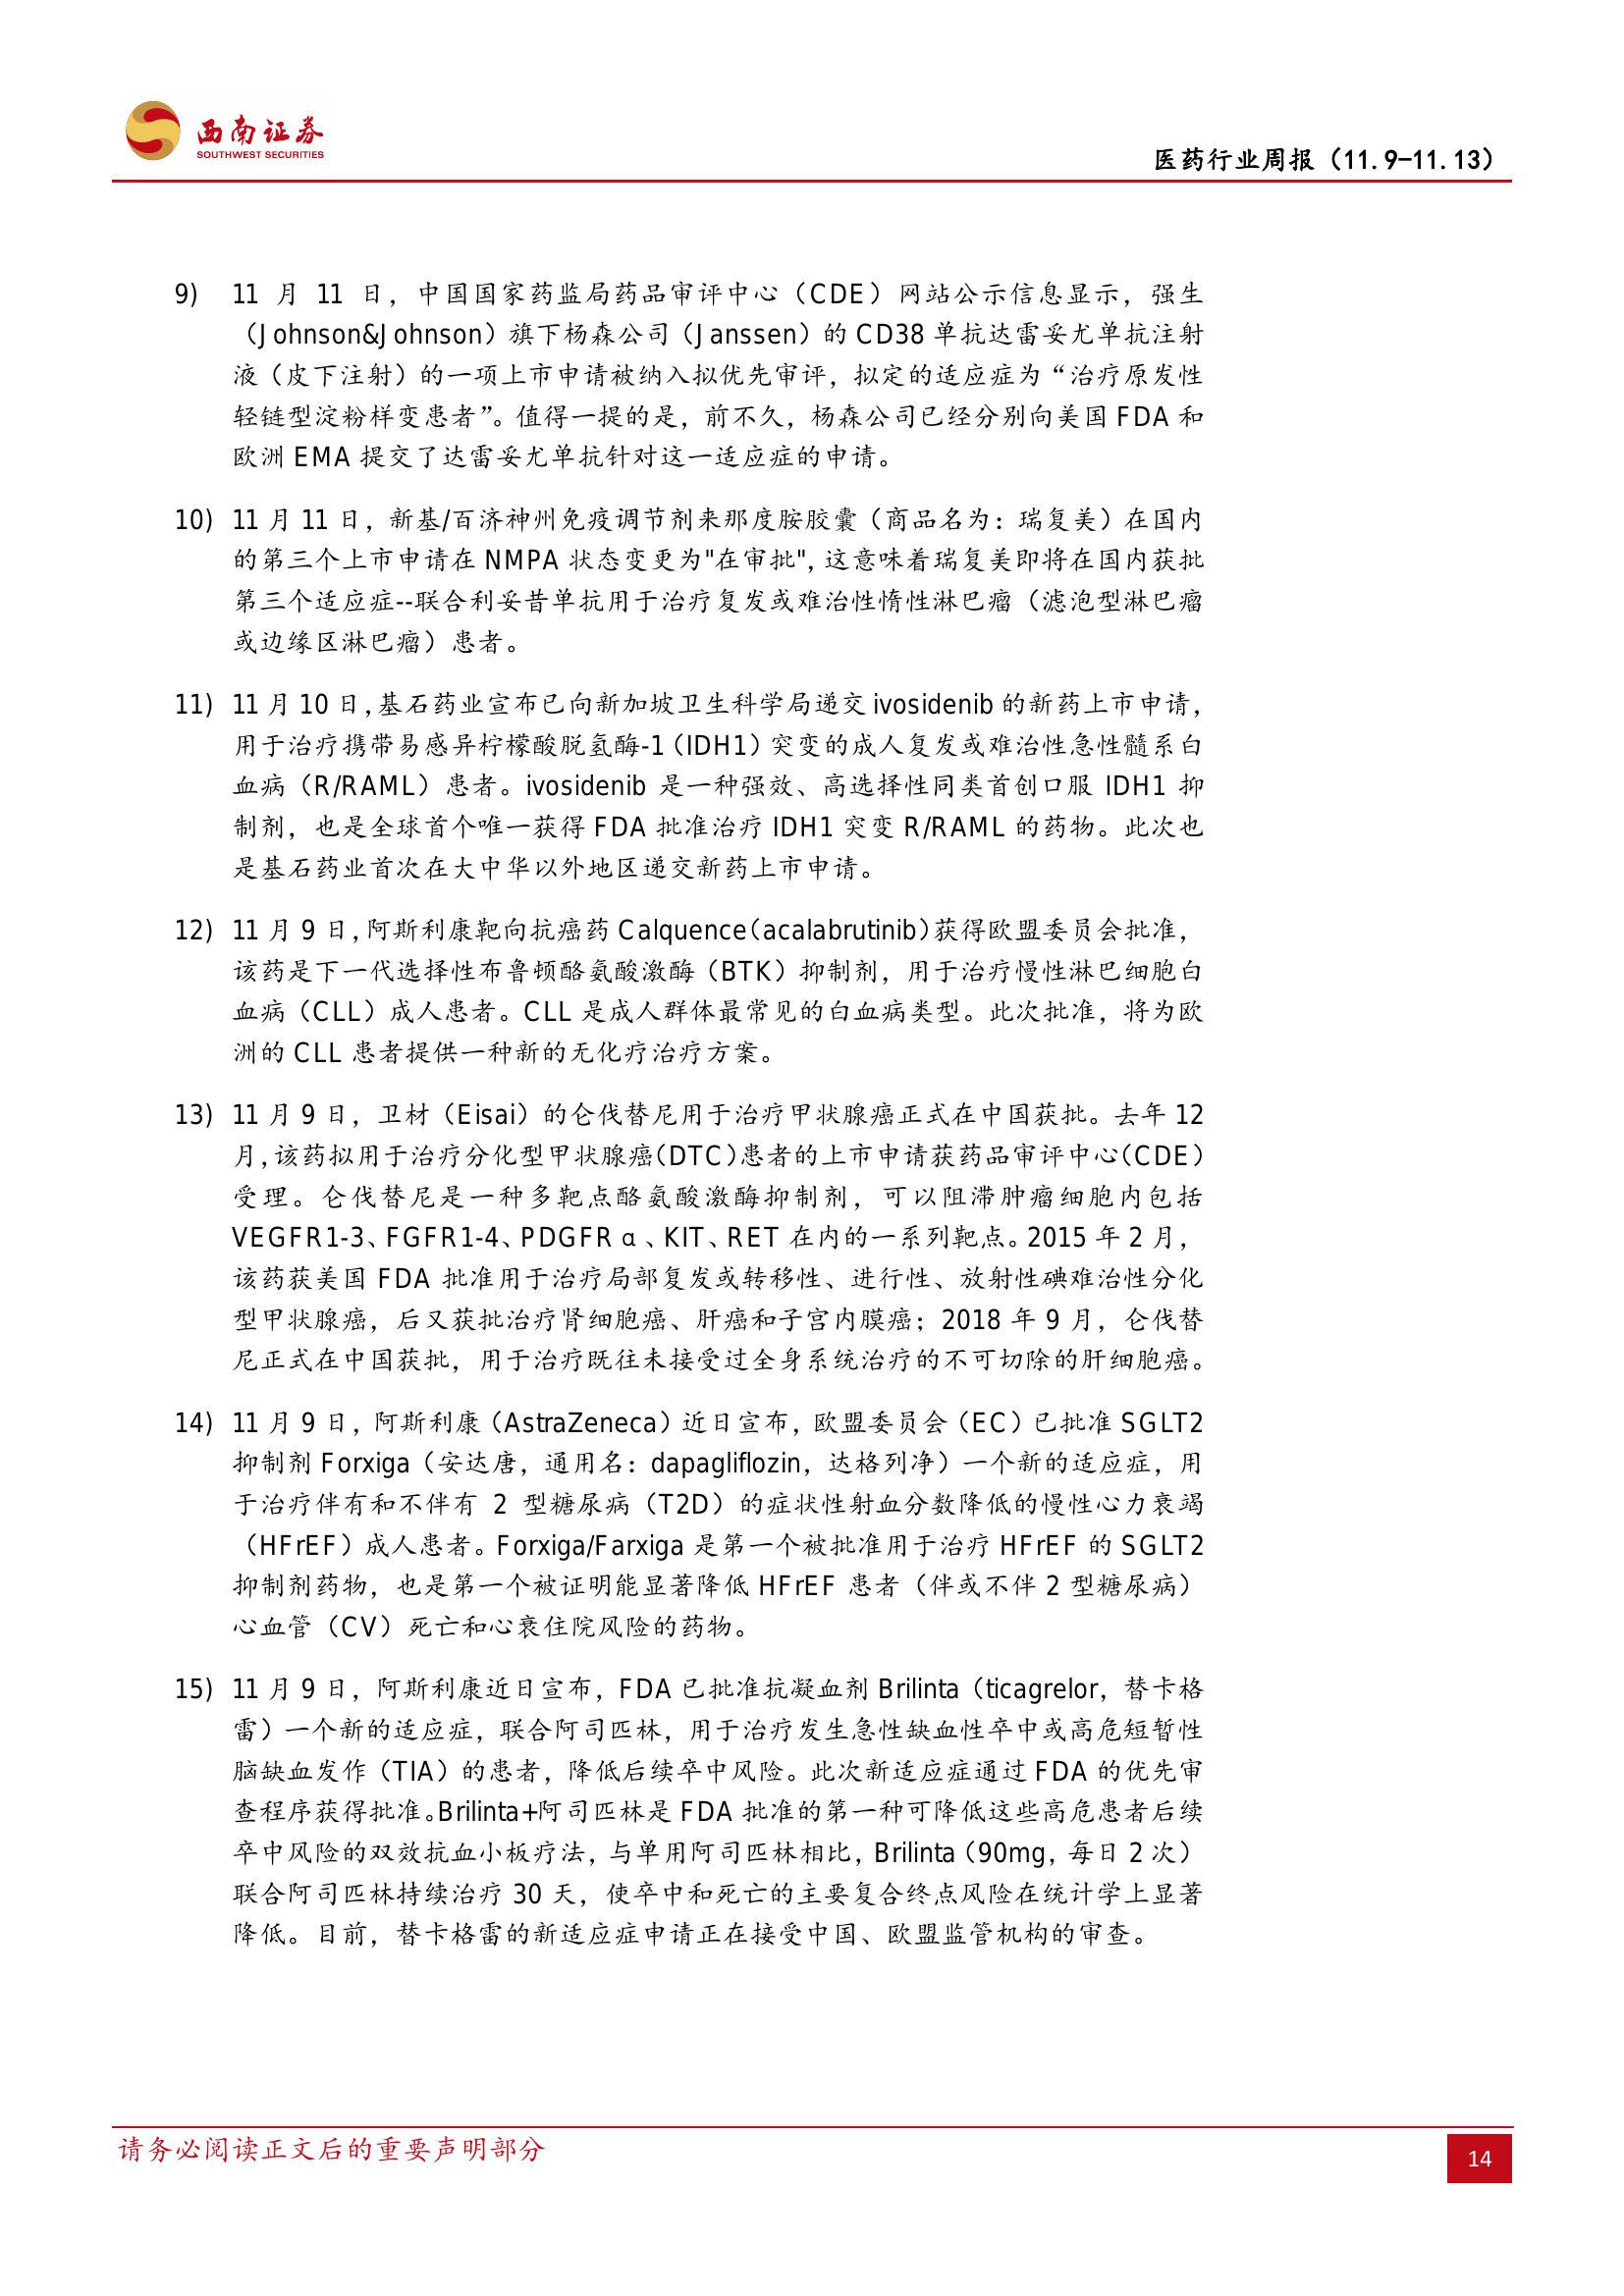 西南证券
SOUTHWEST SECURITIES
医药行业周报（11.9-11.13）
9) 11 月 11 日，中国国家药监局药品审评中心（CDE）网站公示信息显示，强生
（Johnson&Johnson）旗下杨森公司（Janssen）的 CD38 单抗达雷妥尤单抗注射
液（皮下注射）的一项上市申请被纳入拟优先审评，拟定的适应症为“治疗原发性
轻链型淀粉样变患者”。值得一提的是，前不久，杨森公司已经分别向美国 FDA 和
欧洲 EMA 提交了达雷妥尤单抗针对这一适应症的申请。
10) 11 月 11 日，新基/百济神州免疫调节剂来那度胺胶囊（商品名为：瑞复美）在国内
的第三个上市申请在 NMPA 状态变更为"在审批"，这意味着瑞复美即将在国内获批
第三个适应症--联合利妥昔单抗用于治疗复发或难治性惰性淋巴瘤（滤泡型淋巴瘤
或边缘区淋巴瘤）患者。
11) 11 月 10 日，基石药业宣布已向新加坡卫生科学局递交 ivosidenib 的新药上市申请，
用于治疗携带易感异柠檬酸脱氢酶-1（IDH1）突变的成人复发或难治性急性髓系白
血病（R/RAML）患者。ivosidenib 是一种强效、高选择性同类首创口服 IDH1 抑
制剂，也是全球首个唯一获得 FDA 批准治疗 IDH1 突变 R/RAML 的药物。此次也
是基石药业首次在大中华以外地区递交新药上市申请。
12) 11 月 9 日，阿斯利康靶向抗癌药 Calquence（acalabrutinib）获得欧盟委员会批准，
该药是下一代选择性布鲁顿酪氨酸激酶（BTK）抑制剂，用于治疗慢性淋巴细胞白
血病（CLL）成人患者。CLL 是成人群体最常见的白血病类型。此次批准，将为欧
洲的 CLL 患者提供一种新的无化疗治疗方案。
13) 11 月 9 日，卫材（Eisai）的仑伐替尼用于治疗甲状腺癌正式在中国获批。去年 12
月，该药拟用于治疗分化型甲状腺癌（DTC）患者的上市申请获药品审评中心（CDE）
受理。仑伐替尼是一种多靶点酪氨酸激酶抑制剂，可以阻滞肿瘤细胞内包括
VEGFR1-3、FGFR1-4、PDGFRα、KIT、RET 在内的一系列靶点。2015 年 2 月，
该药获美国 FDA 批准用于治疗局部复发或转移性、进行性、放射性碘难治性分化
型甲状腺癌，后又获批治疗肾细胞癌、肝癌和子宫内膜癌；2018 年 9 月，仑伐替
尼正式在中国获批，用于治疗既往未接受过全身系统治疗的不可切除的肝细胞癌。
14) 11 月 9 日，阿斯利康（AstraZeneca）近日宣布，欧盟委员会（EC）已批准 SGLT2
抑制剂 Forxiga（安达唐，通用名：dapagliflozin，达格列净）一个新的适应症，用
于治疗伴有和不伴有 2 型糖尿病（T2D）的症状性射血分数降低的慢性心力衰竭
（HFrEF）成人患者。Forxiga/Farxiga 是第一个被批准用于治疗 HFrEF 的 SGLT2
抑制剂药物，也是第一个被证明能显著降低 HFrEF 患者（伴或不伴 2 型糖尿病）
心血管（CV）死亡和心衰住院风险的药物。
15) 11 月 9 日，阿斯利康近日宣布，FDA 已批准抗凝血剂 Brilinta（ticagrelor，替卡格
雷）一个新的适应症，联合阿司匹林，用于治疗发生急性缺血性卒中或高危短暂性
脑缺血发作（TIA）的患者，降低后续卒中风险。此次新适应症通过 FDA 的优先审
查程序获得批准。Brilinta+阿司匹林是 FDA 批准的第一种可降低这些高危患者后续
卒中风险的双效抗血小板疗法，与单用阿司匹林相比，Brilinta（90mg，每日 2 次）
联合阿司匹林持续治疗 30 天，使卒中和死亡的主要复合终点风险在统计学上显著
降低。目前，替卡格雷的新适应症申请正在接受中国、欧盟监管机构的审查。
请务必阅读正文后的重要声明部分
14